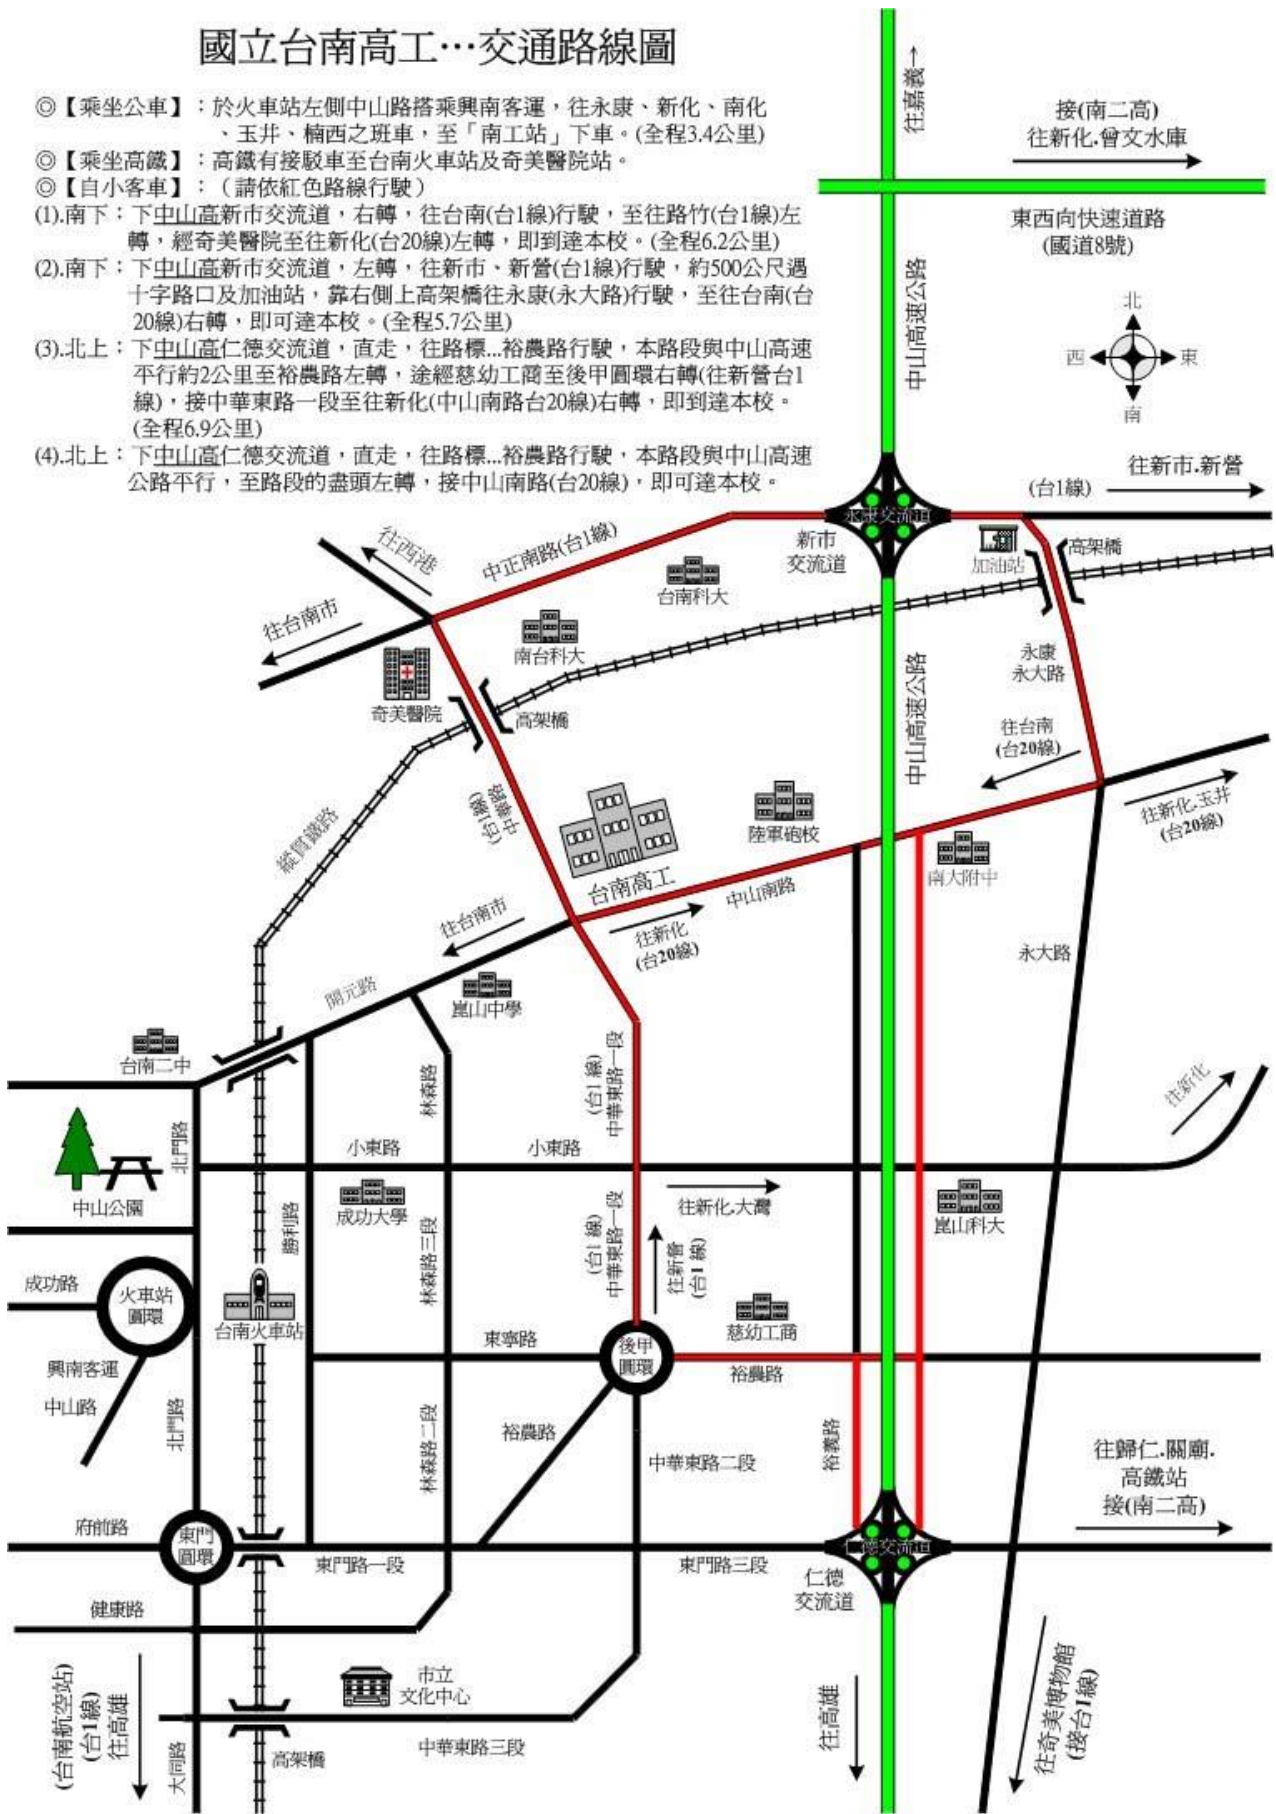 國立台南高工…交通路線圖
◎【乘坐公車】：於火車站左側中山路搭乘興南客運，往永康、新化、南化
、玉井、楠西之班車，至「南工站」下車。(全程3.4公里)
◎【乘坐高鐵】：高鐵有接駁車至台南火車站及奇美醫院站。
◎【自小客車】：（請依紅色路線行駛）
(1).南下：下中山高新市交流道，右轉，往台南(台1線)行駛，至往路竹(台1線)左
轉，經奇美醫院至往新化(台20線)左轉，即到達本校。(全程6.2公里)
(2).南下：下中山高新市交流道，左轉，往新市、新營(台1線)行駛，約500公尺遇
十字路口及加油站，靠右側上高架橋往永康(永大路)行駛，至往台南(台
20線)右轉，即可達本校。(全程5.7公里)
(3).北上：下中山高仁德交流道，直走，往路標...裕農路行駛，本路段與中山高速
平行約2公里至裕農路左轉，途經慈幼工商至後甲圓環右轉(往新營台1
線)，接中華東路一段至往新化(中山南路台20線)右轉，即到達本校。
(全程6.9公里)
(4).北上：下中山高仁德交流道，直走，往路標...裕農路行駛，本路段與中山高速
公路平行，至路段的盡頭左轉，接中山南路(台20線)，即可達本校。
往嘉義→
接(南二高)
往新化.曾文水庫
東西向快速道路
(國道8號)
中山高速公路
北
西
東
南
往新市.新營
(台1線)
永康交流道
新市
交流道
加油站
高架橋
往西港
中正南路(台1線)
台南科大
往台南市
南台科大
奇美醫院
高架橋
永康
永大路
中山高速公路
往台南
(台20線)
往新化.玉井
(台20線)
中華路
(台1線)
縱貫鐵路
陸軍砲校
南大附中
台南高工
中山南路
往台南市
往新化
(台20線)
永大路
開元路
崑山中學
台南二中
林森路
中華東路一段
(台1 線)
往新化
北門路
小東路
小東路
中山公園
成功大學
往新化.大灣
崑山科大
勝利路
林森路三段
中華東路一段
(台1 線)
往新營
(台1 線)
成功路
火車站
圓環
台南火車站
東寧路
後甲
圓環
慈幼工商
興南客運
裕農路
中山路
北門路
林森路二段
裕農路
中華東路二段
裕義路
往歸仁.關廟.
高鐵站
接(南二高)
府前路
東門
圓環
東門路一段
東門路三段
仁德交流道
仁德
交流道
健康路
(台南航空站)
(台1線)
往高雄
市立
文化中心
往高雄
往奇美博物館
(接台1線)
大同路
高架橋
中華東路三段